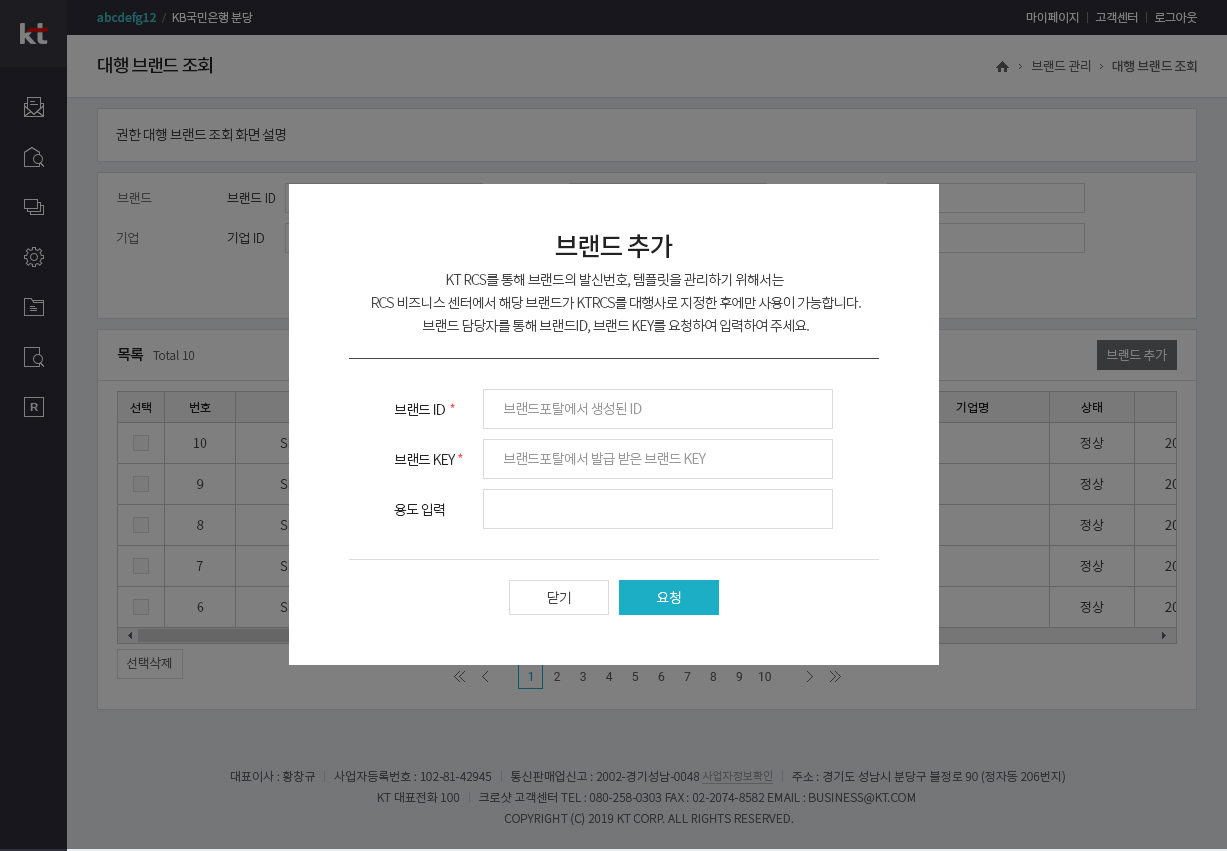 kt
abcdefg12 / KB국민은행 분당
마이페이지 | 고객센터 | 로그아웃
대행 브랜드 조회
브랜드 관리 > 대행 브랜드 조회
권한 대행 브랜드 조회 화면 설명
브랜드 브랜드 ID
기업 기업 ID
브랜드 추가
KT RCS를 통해 브랜드의 발신번호, 템플릿을 관리하기 위해서는
RCS 비즈니스 센터에서 해당 브랜드가 KTRCS를 대행사로 지정한 후에만 사용이 가능합니다.
브랜드 담당자를 통해 브랜드ID, 브랜드 KEY를 요청하여 입력하여 주세요.
브랜드 ID * 브랜드포탈에서 생성된 ID
브랜드 KEY * 브랜드포탈에서 발급 받은 브랜드 KEY
용도 입력
닫기 요청
목록 Total 10
브랜드 추가
선택 번호 기업명 상태
10 S 정상 20
9 S 정상 20
8 S 정상 20
7 S 정상 20
6 S 정상 20
R
선택삭제
1 2 3 4 5 6 7 8 9 10
대표이사 : 황창규 | 사업자등록번호 : 102-81-42945 | 통신판매업신고 : 2002-경기성남-0048 사업자정보확인 | 주소 : 경기도 성남시 분당구 불정로 90 (정자동 206번지)
KT 대표전화 100 | 크로샷 고객센터 TEL : 080-258-0303 FAX : 02-2074-8582 EMAIL : BUSINESS@KT.COM
COPYRIGHT (C) 2019 KT CORP. ALL RIGHTS RESERVED.